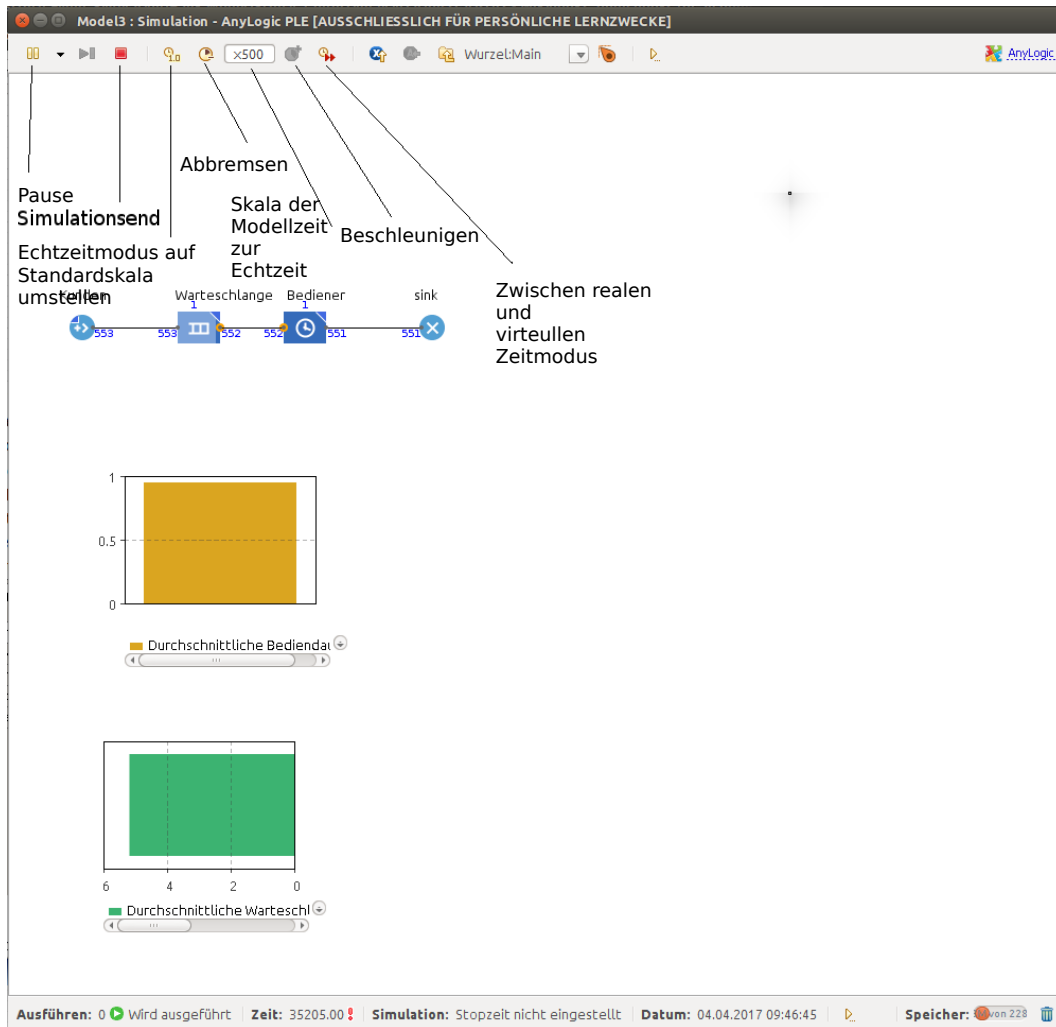 Model3 : Simulation - AnyLogic PLE [AUSSCHLIESSLICH FÜR PERSÖNLICHE LERNZWECKE]
x500 Wurzel:Main AnyLogic
Abbremsen
Pause
Simulationsend
Skala der
Modellzeit
zur
Echtzeit
Beschleunigen
Echtzeitmodus auf
Standardskala
umstellen
Zwischen realen
und
virteullen
Zeitmodus
Kunden Warteschlange Bediener sink
1 1
553 553 552 552 551 551
1
0.5
0
Durchschnittliche Bediendau
6 4 2 0
Durchschnittliche Warteschl
Ausführen: 0 Wird ausgeführt Zeit: 35205.00 Simulation: Stopzeit nicht eingestellt Datum: 04.04.2017 09:46:45 Speicher: von 228